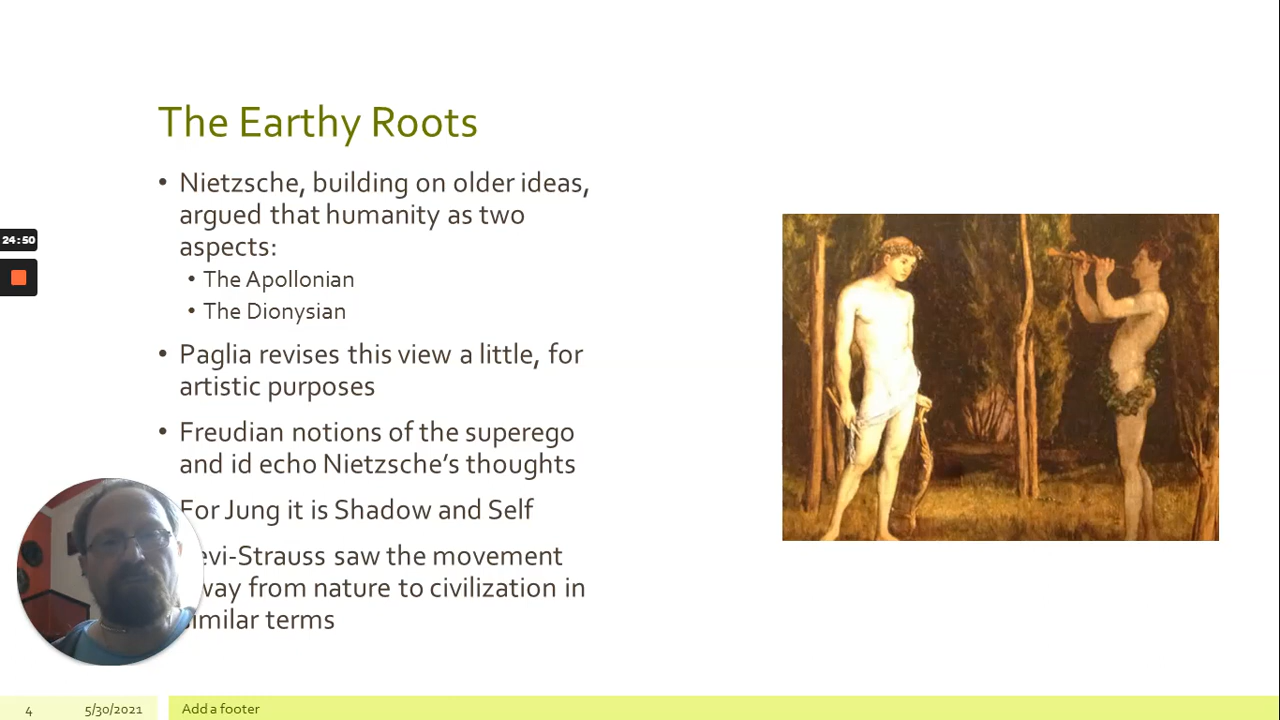 The Earthy Roots
• Nietzsche, building on older ideas,
argued that humanity as two
aspects:
• The Apollonian
• The Dionysian
• Paglia revises this view a little, for
artistic purposes
• Freudian notions of the superego
and id echo Nietzsche's thoughts
For Jung it is Shadow and Self
evi-Strauss saw the movement
way from nature to civilization in
similar terms
24:50
4 5/30/2021 Add a footer